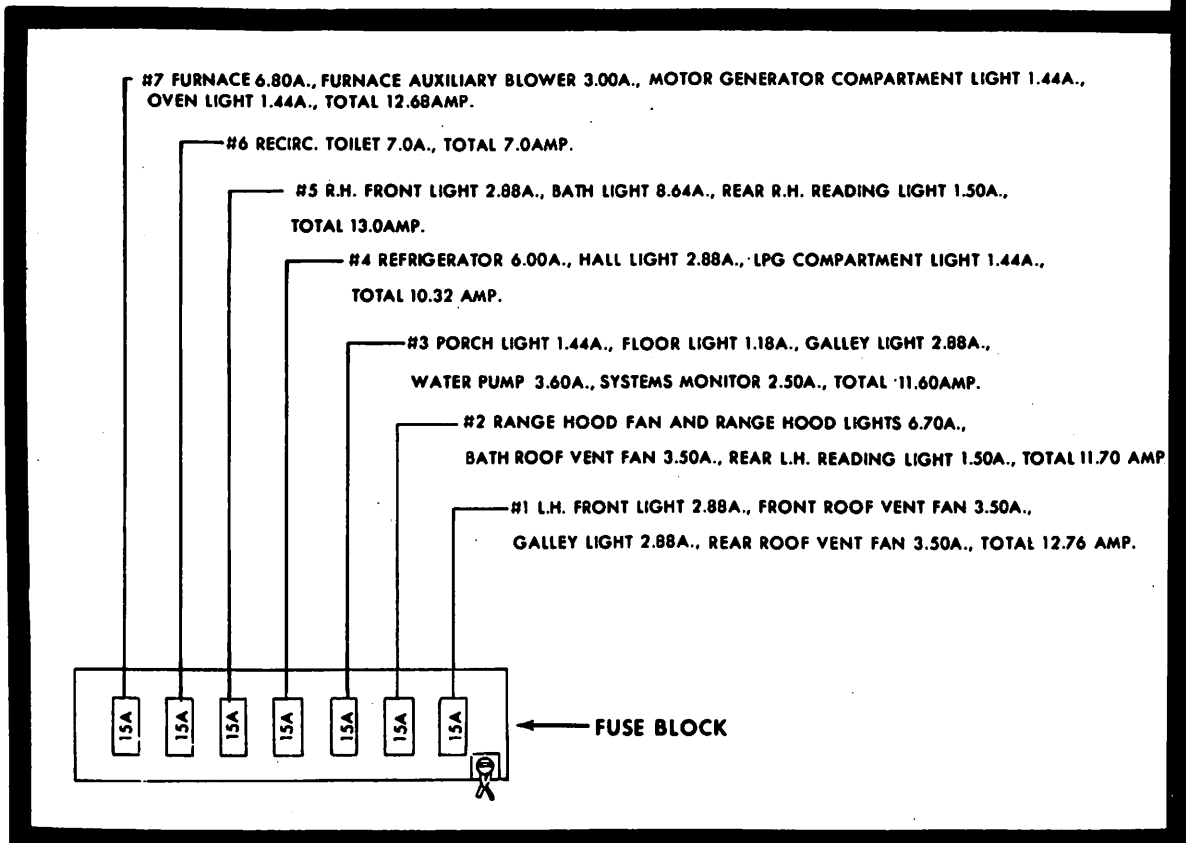 #7 FURNACE 6.80A., FURNACE AUXILIARY BLOWER 3.00A., MOTOR GENERATOR COMPARTMENT LIGHT 1.44A.,
OVEN LIGHT 1.44A., TOTAL 12.68AMP.
#6 RECIRC. TOILET 7.0A., TOTAL 7.0AMP.
#5 R.H. FRONT LIGHT 2.88A., BATH LIGHT 8.64A., REAR R.H. READING LIGHT 1.50A.,
TOTAL 13.0AMP.
#4 REFRIGERATOR 6.00A., HALL LIGHT 2.88A., LPG COMPARTMENT LIGHT 1.44A.,
TOTAL 10.32 AMP.
#3 PORCH LIGHT 1.44A., FLOOR LIGHT 1.18A., GALLEY LIGHT 2.88A.,
WATER PUMP 3.60A., SYSTEMS MONITOR 2.50A., TOTAL 11.60AMP.
#2 RANGE HOOD FAN AND RANGE HOOD LIGHTS 6.70A.,
BATH ROOF VENT FAN 3.50A., REAR L.H. READING LIGHT 1.50A., TOTAL 11.70 AMP
#1 L.H. FRONT LIGHT 2.88A., FRONT ROOF VENT FAN 3.50A.,
GALLEY LIGHT 2.88A., REAR ROOF VENT FAN 3.50A., TOTAL 12.76 AMP.
15A 15A 15A 15A 15A 15A 15A
FUSE BLOCK